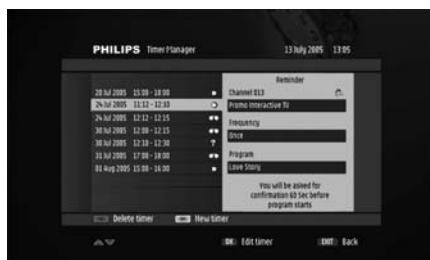 PHILIPS Timer Manager 13 July 2005 13:05
Reminder
Channel 013
Promo Interactive TV
Frequency
Once
Program
Love Story
You will be asked for
confirmation 60 Sec before
program starts
20 Jul 2005 15:00 - 18:00
24 Jul 2005 11:12 - 12:10
24 Jul 2005 12:12 - 12:15
30 Jul 2005 12:00 - 12:15
30 Jul 2005 12:10 - 12:30 ?
31 Jul 2005 17:00 - 18:00
01 Aug 2005 15:00 - 16:00
Delete timer New timer
OK Edit timer EXIT Back